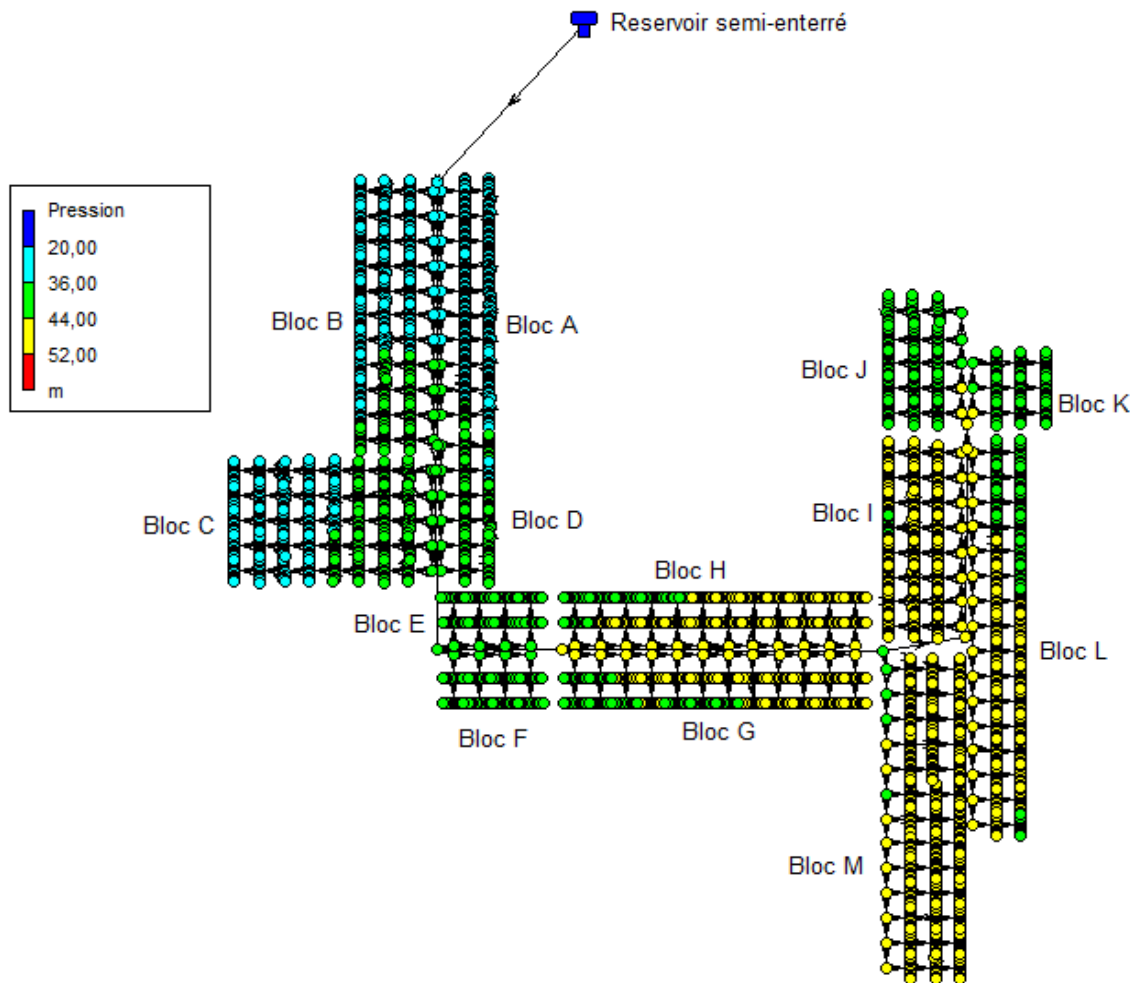 Reservoir semi-enterré
Pression
20,00
36,00
44,00
52,00
m
Bloc B
Bloc A
Bloc J
Bloc K
Bloc C
Bloc D
Bloc I
Bloc H
Bloc E
Bloc L
Bloc F
Bloc G
Bloc M